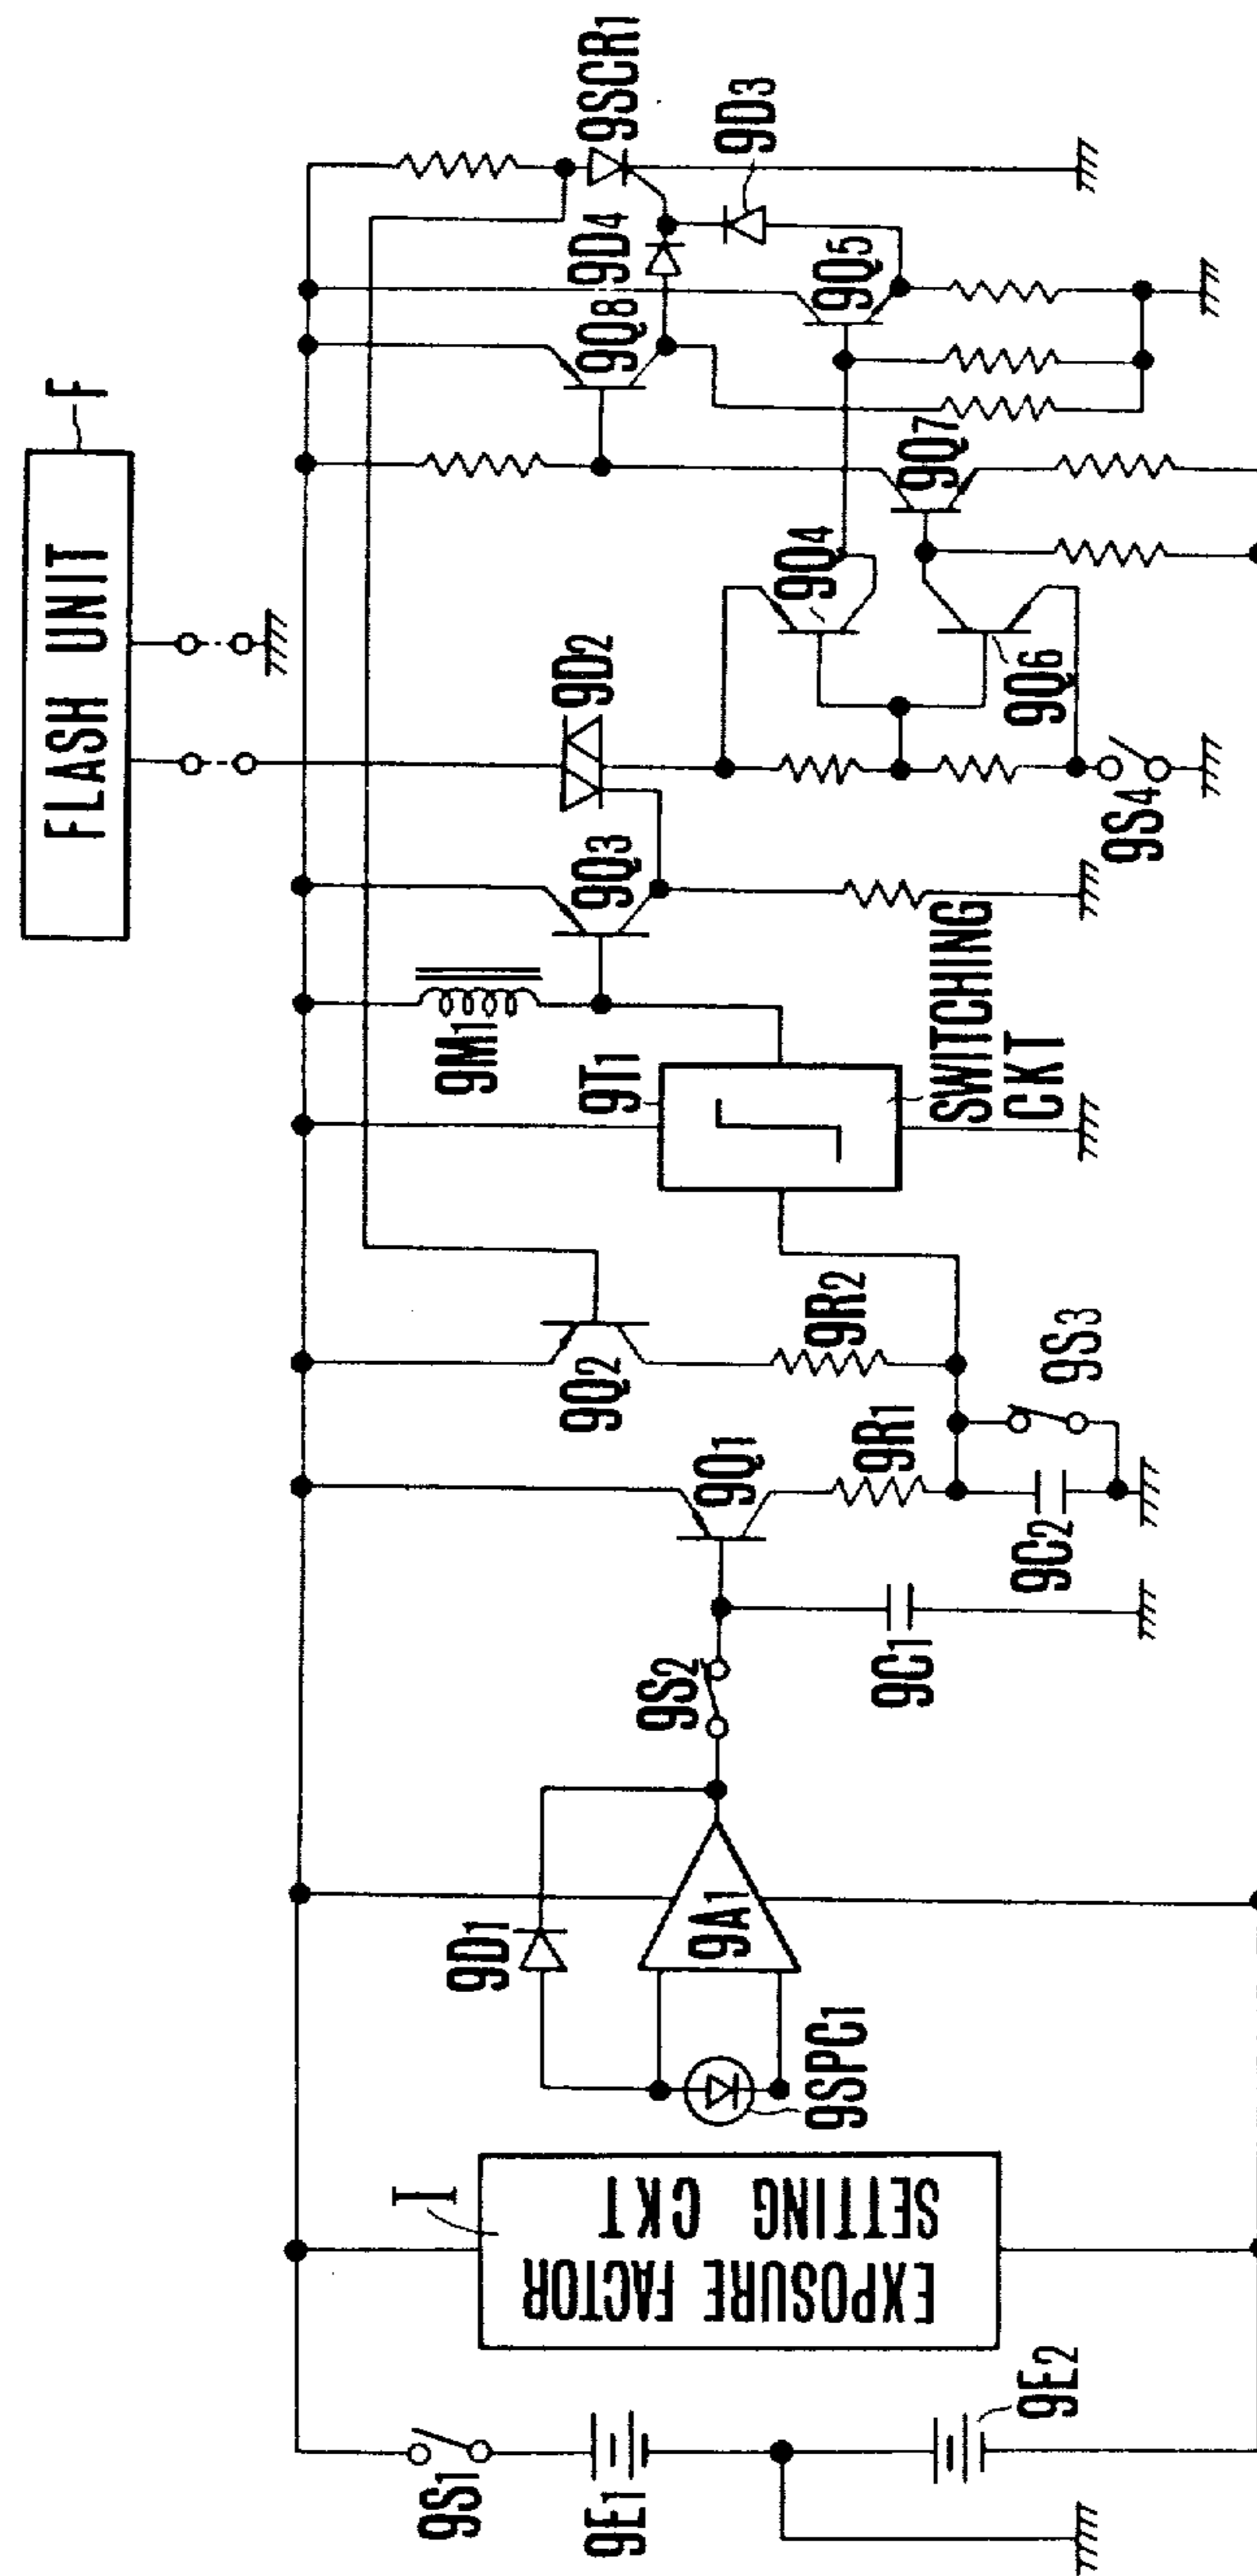 FLASH UNIT
F
9SCR1
9D3
9D4
9Q8
9Q5
9Q7
9Q4
9Q6
9D2
9S4
9Q3
9M1
9T1
SWITCHING
CKT
9Q2
9R2
9S3
9Q1
9R1
9C2
9S2
9C1
9D1
9A1
9SPC1
I
EXPOSURE FACTOR
SETTING CKT
9S1
9E1
9E2